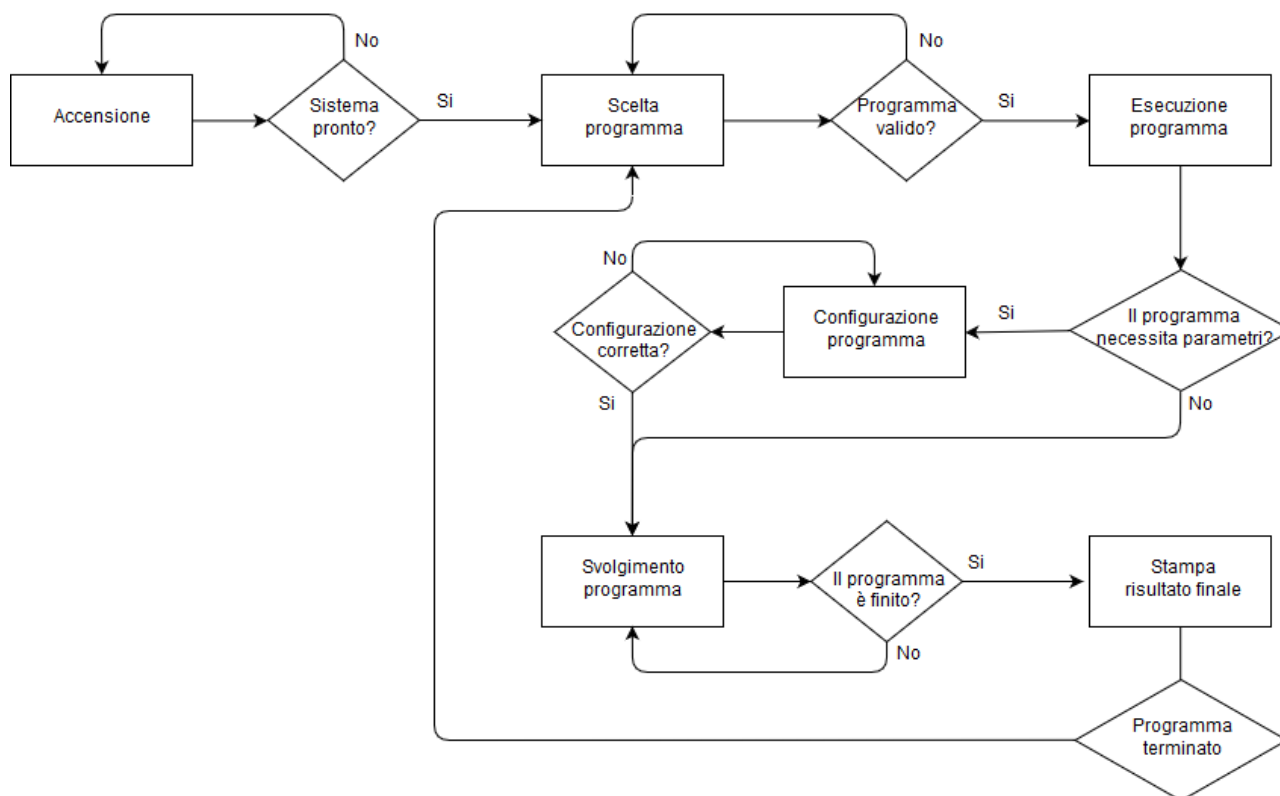 No
No
Accensione
Sistema
pronto?
Si
Scelta
programma
Programma
valido?
Si
Esecuzione
programma
No
Configurazione
corretta?
Configurazione
programma
Si
Il programma
necessita parametri?
Si
No
Svolgimento
programma
Il programma
è finito?
Si
Stampa
risultato finale
No
Programma
terminato